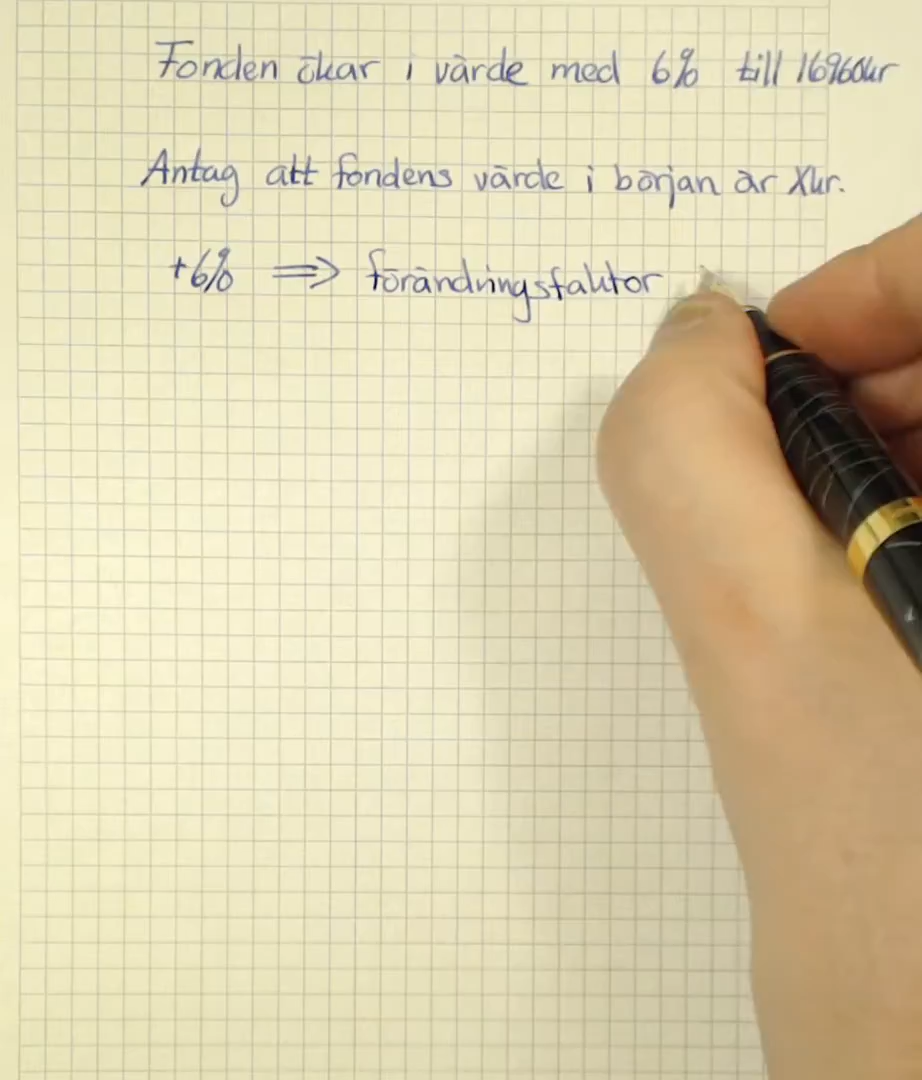 Fonden ökar i värde med 6% till 16960kr
Antag att fondens värde i början är Xkr.
+6% ⟹ förändringsfaktor